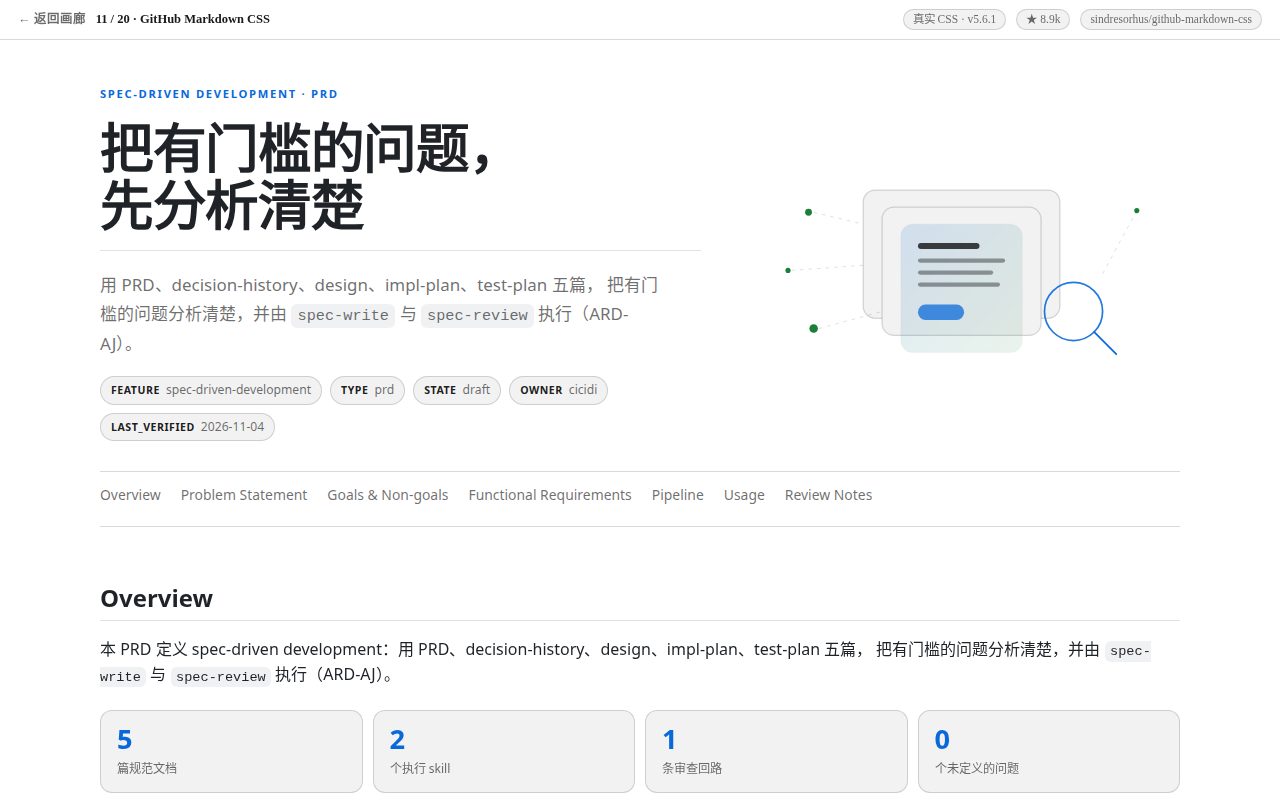 ← 返回画廊 11 / 20 · GitHub Markdown CSS
真实 CSS · v5.6.1 ★ 8.9k sindresorhus/github-markdown-css
SPEC-DRIVEN DEVELOPMENT · PRD
把有门槛的问题，
先分析清楚
用 PRD、decision-history、design、impl-plan、test-plan 五篇， 把有门
槛的问题分析清楚，并由 spec-write 与 spec-review 执行（ARD-
AJ）。
FEATURE spec-driven-development TYPE prd STATE draft OWNER cicidi
LAST_VERIFIED 2026-11-04
Overview Problem Statement Goals & Non-goals Functional Requirements Pipeline Usage Review Notes
Overview
本 PRD 定义 spec-driven development：用 PRD、decision-history、design、impl-plan、test-plan 五篇， 把有门槛的问题分析清楚，并由 spec-
write 与 spec-review 执行（ARD-AJ）。
5 2 1 0
篇规范文档 个执行 skill 条审查回路 个未定义的问题